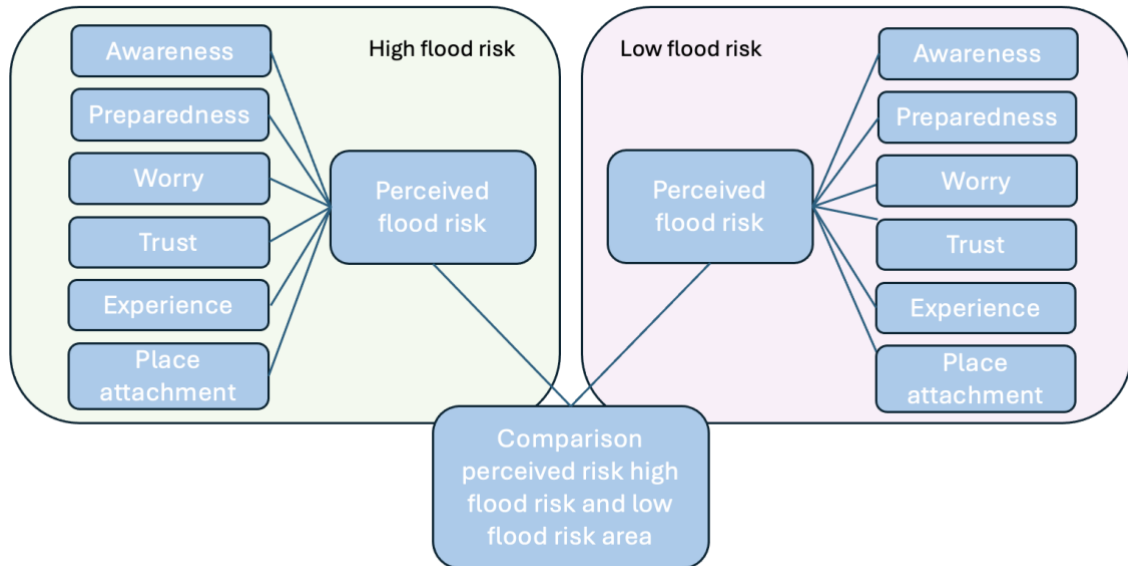 High flood risk
Awareness
Preparedness
Worry
Trust
Experience
Place
attachment
Perceived
flood risk
Low flood risk
Perceived
flood risk
Awareness
Preparedness
Worry
Trust
Experience
Place
attachment
Comparison
perceived risk high
flood risk and low
flood risk area